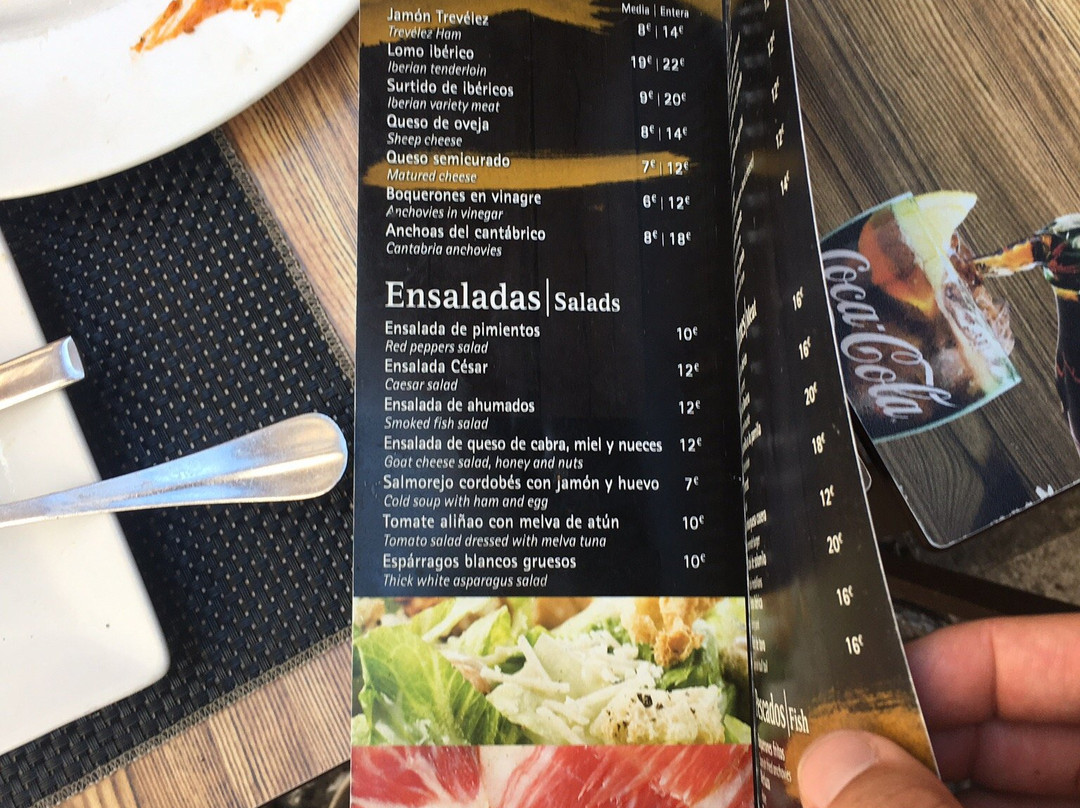 Media | Entera
Jamón Trevélez 8€ | 14€
Trevélez Ham
Lomo ibérico 19€ | 22€
Iberian tenderloin
Surtido de ibéricos 9€ | 20€
Iberian variety meat
Queso de oveja 8€ | 14€
Sheep cheese
Queso semicurado 7€ | 12€
Matured cheese
Boquerones en vinagre 6€ | 12€
Anchovies in vinegar
Anchoas del cantábrico 8€ | 18€
Cantabria anchovies
Ensaladas | Salads
Ensalada de pimientos 10€
Red peppers salad
Ensalada César 12€
Caesar salad
Ensalada de ahumados 12€
Smoked fish salad
Ensalada de queso de cabra, miel y nueces 12€
Goat cheese salad, honey and nuts
Salmorejo cordobés con jamón y huevo 7€
Cold soup with ham and egg
Tomate aliñao con melva de atún 10€
Tomato salad dressed with melva tuna
Espárragos blancos gruesos 10€
Thick white asparagus salad
12€
12€
12€
14€
16€
16€
20€
18€
12€
20€
16€
16€
Fish
Coca-Cola